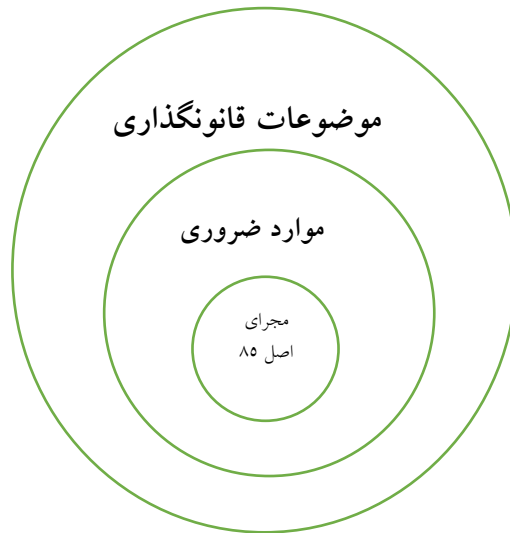 موضوعات قانونگذاری
موارد ضروری
مجرای
اصل ۸۵